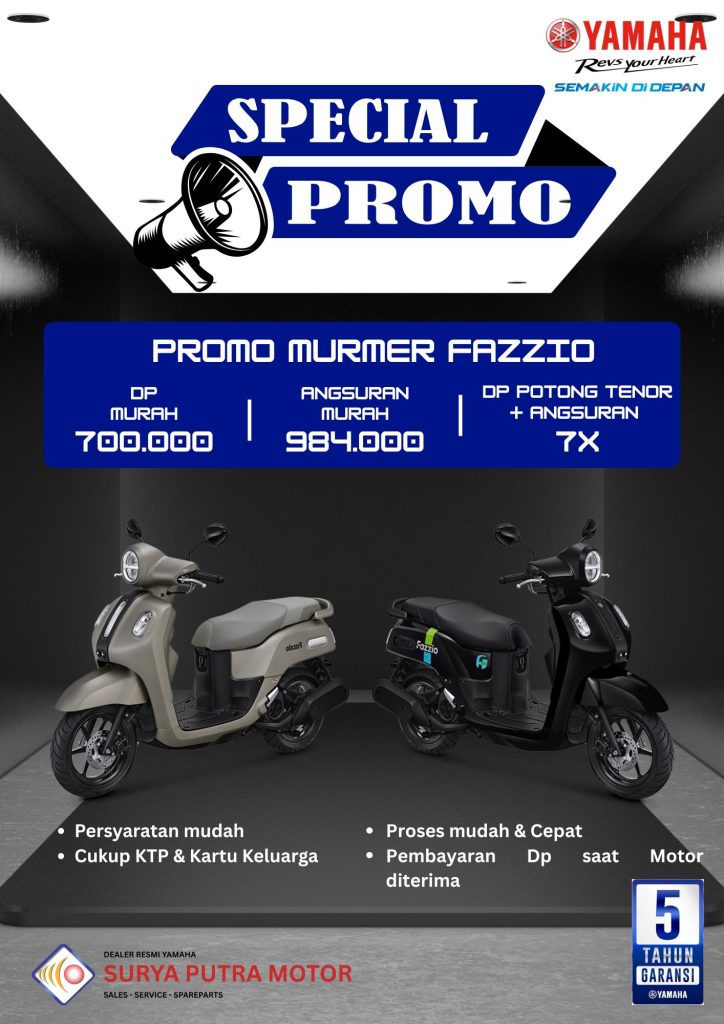 YAMAHA
Revs Your Heart
SEMAKIN Di DEPAN
SPECIAL
PROMO
PROMO MURMER FAZZIO
DP
MURAH
700.000
ANGSURAN
MURAH
984.000
DP POTONG TENOR
+ ANGSURAN
7X
Fazzio
Fazzio
• Persyaratan mudah
• Cukup KTP & Kartu Keluarga
• Proses mudah & Cepat
• Pembayaran Dp saat Motor
diterima
5
TAHUN
GARANSI
YAMAHA
DEALER RESMI YAMAHA
SURYA PUTRA MOTOR
SALES - SERVICE - SPAREPARTS